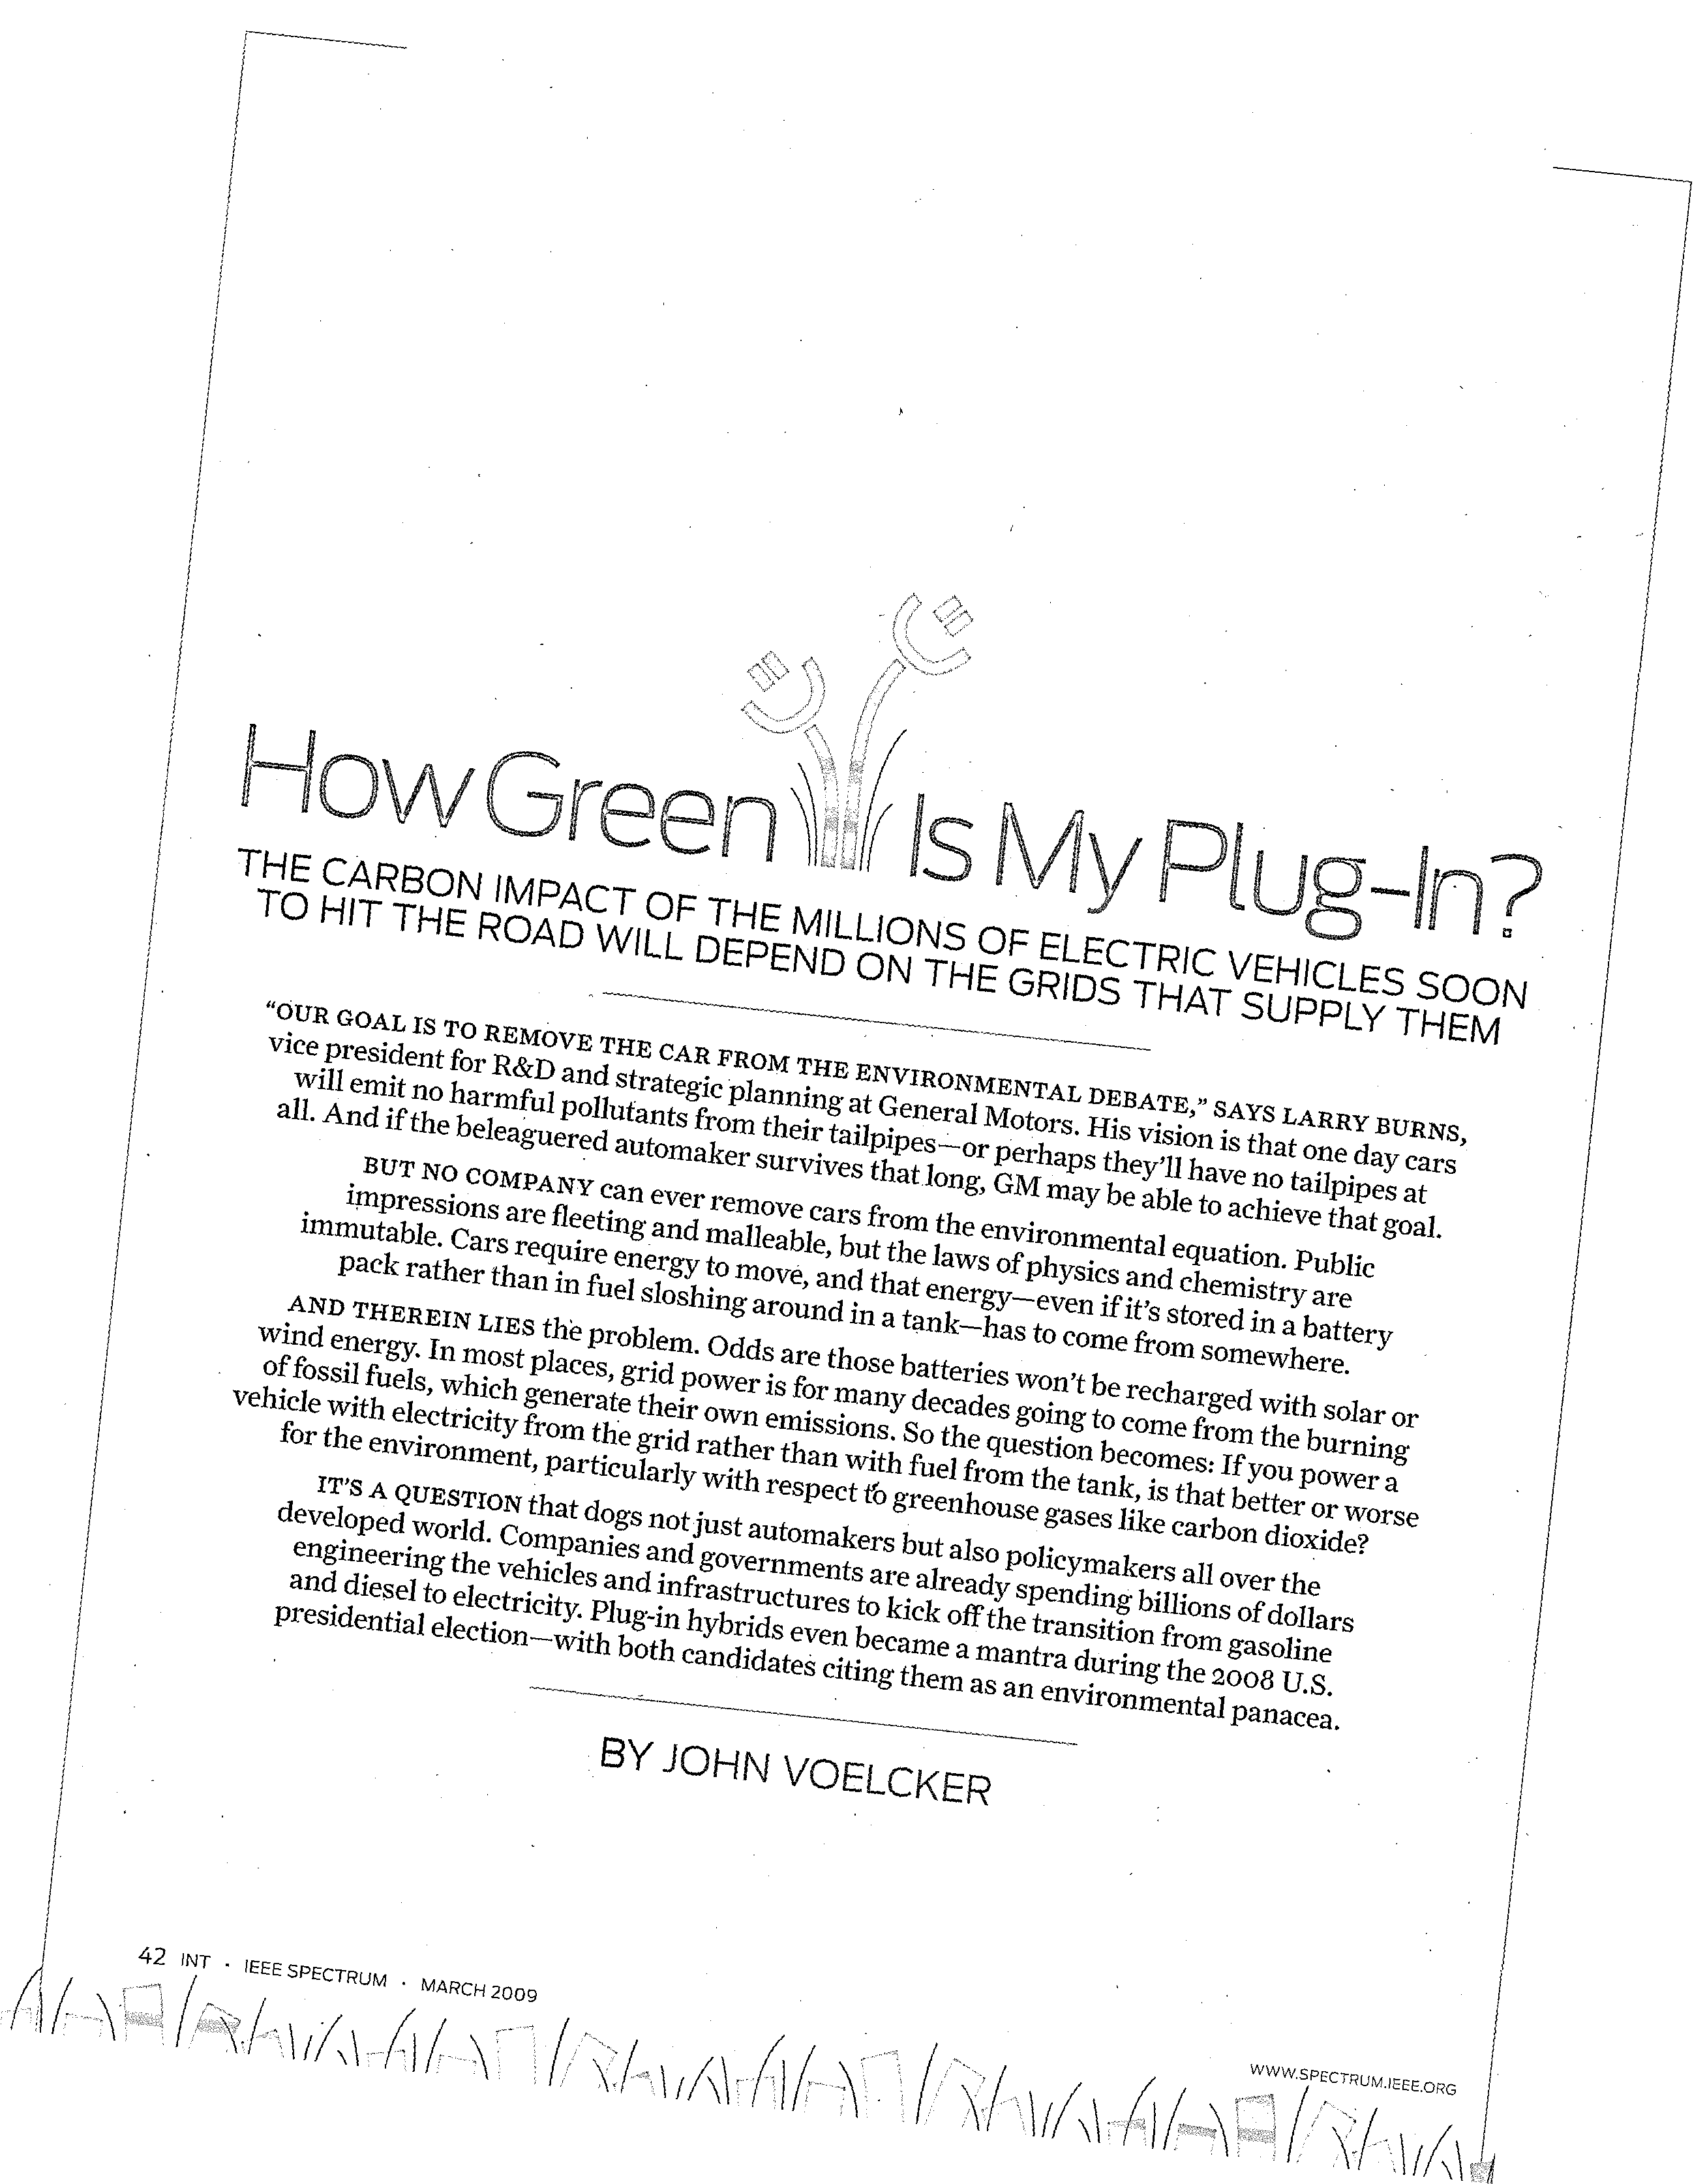 How Green Is My Plug-In?
THE CARBON IMPACT OF THE MILLIONS OF ELECTRIC VEHICLES SOON
TO HIT THE ROAD WILL DEPEND ON THE GRIDS THAT SUPPLY THEM
“OUR GOAL IS TO REMOVE THE CAR FROM THE ENVIRONMENTAL DEBATE,” SAYS LARRY BURNS,
vice president for R&D and strategic planning at General Motors. His vision is that one day cars
will emit no harmful pollutants from their tailpipes—or perhaps they’ll have no tailpipes at
all. And if the beleaguered automaker survives that long, GM may be able to achieve that goal.
BUT NO COMPANY can ever remove cars from the environmental equation. Public
impressions are fleeting and malleable, but the laws of physics and chemistry are
immutable. Cars require energy to move, and that energy—even if it’s stored in a battery
pack rather than in fuel sloshing around in a tank—has to come from somewhere.
AND THEREIN LIES the problem. Odds are those batteries won’t be recharged with solar or
wind energy. In most places, grid power is for many decades going to come from the burning
of fossil fuels, which generate their own emissions. So the question becomes: If you power a
vehicle with electricity from the grid rather than with fuel from the tank, is that better or worse
for the environment, particularly with respect to greenhouse gases like carbon dioxide?
IT’S A QUESTION that dogs not just automakers but also policymakers all over the
developed world. Companies and governments are already spending billions of dollars
engineering the vehicles and infrastructures to kick off the transition from gasoline
and diesel to electricity. Plug-in hybrids even became a mantra during the 2008 U.S.
presidential election—with both candidates citing them as an environmental panacea.
BY JOHN VOELCKER
42 INT · IEEE SPECTRUM · MARCH 2009
WWW.SPECTRUM.IEEE.ORG